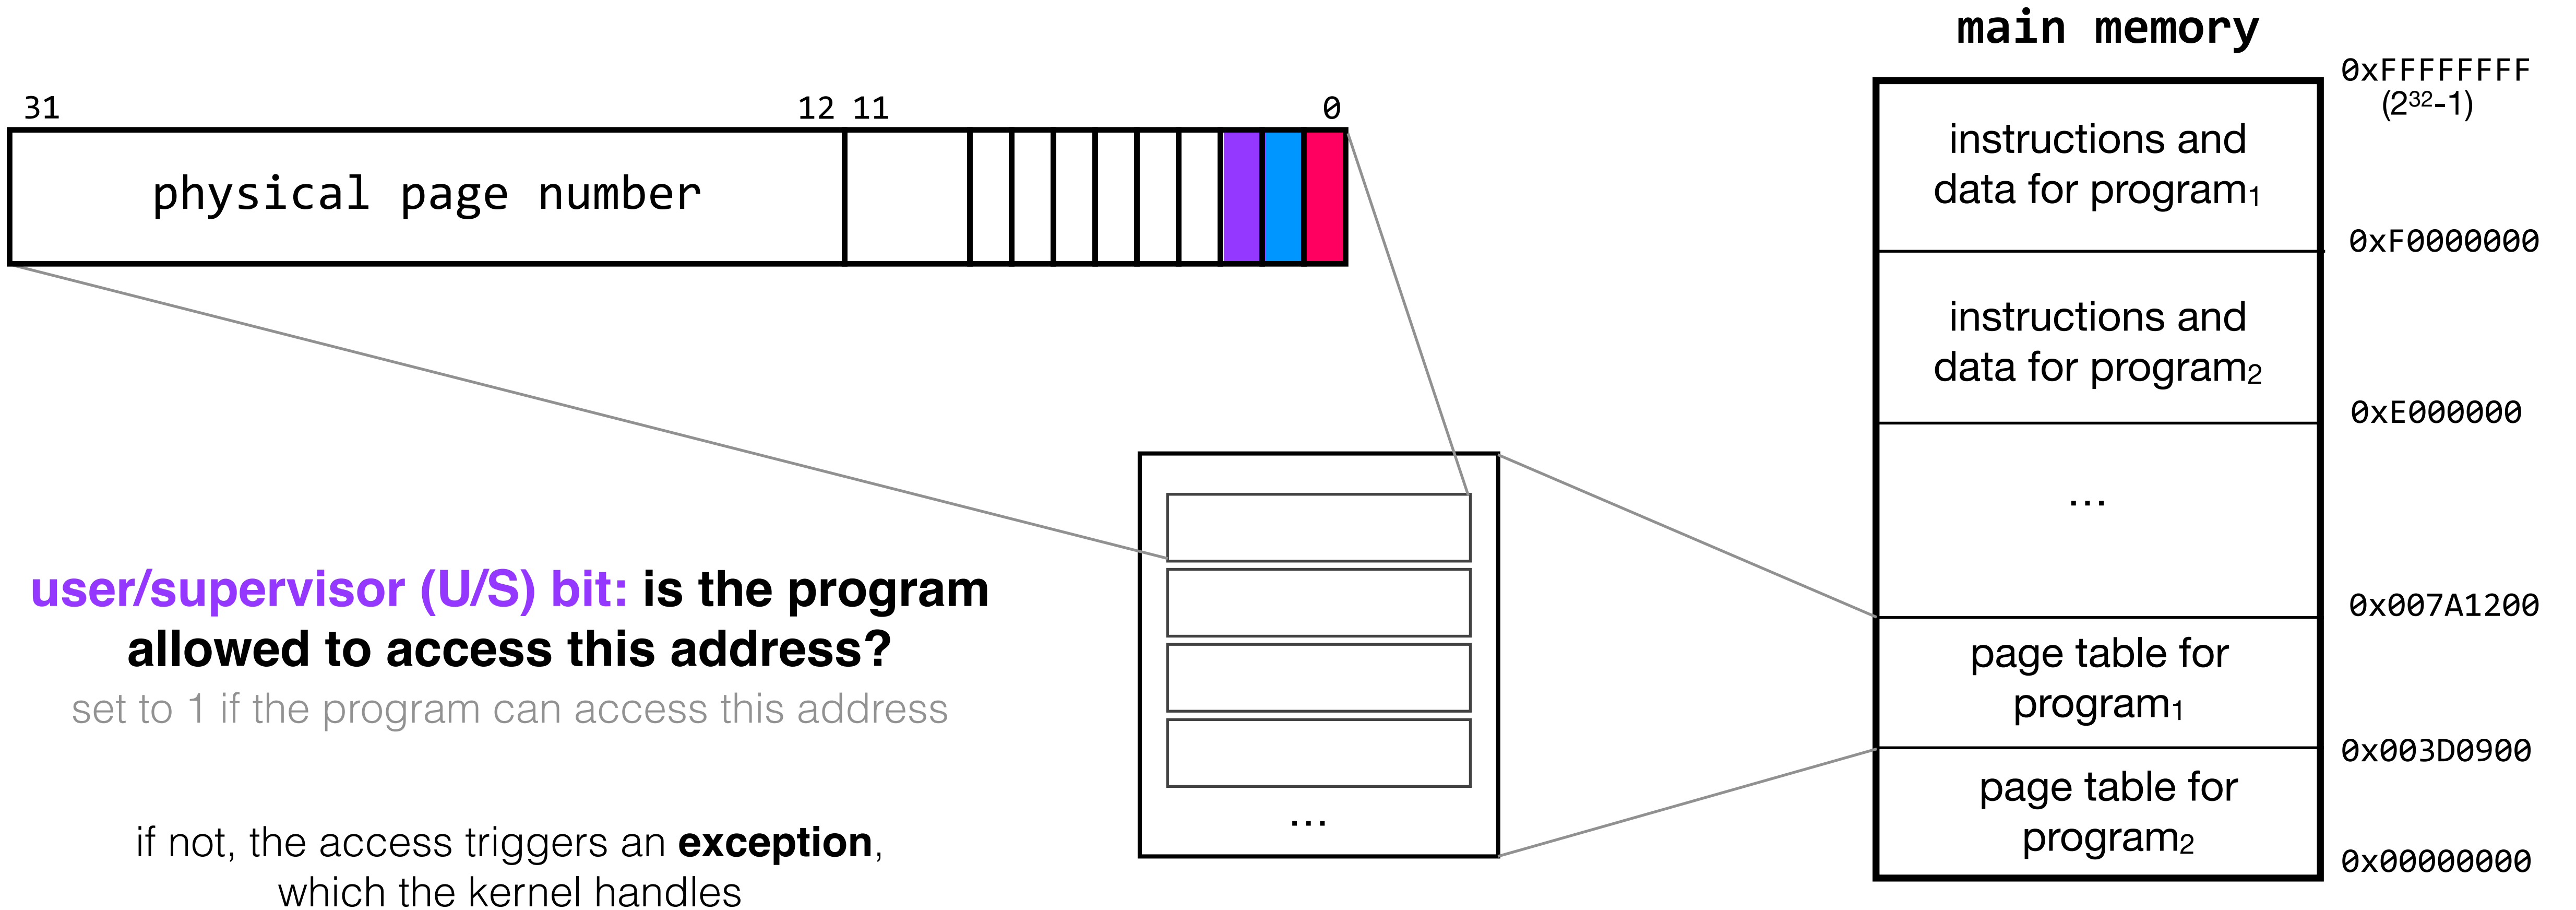 main memory
31 12 11 0
physical page number
0xFFFFFFFF
(2³²-1)
instructions and
data for program₁
0xF0000000
instructions and
data for program₂
0xE000000
...
0x007A1200
page table for
program₁
0x003D0900
page table for
program₂
0x00000000
...
user/supervisor (U/S) bit: is the program
allowed to access this address?
set to 1 if the program can access this address
if not, the access triggers an exception,
which the kernel handles